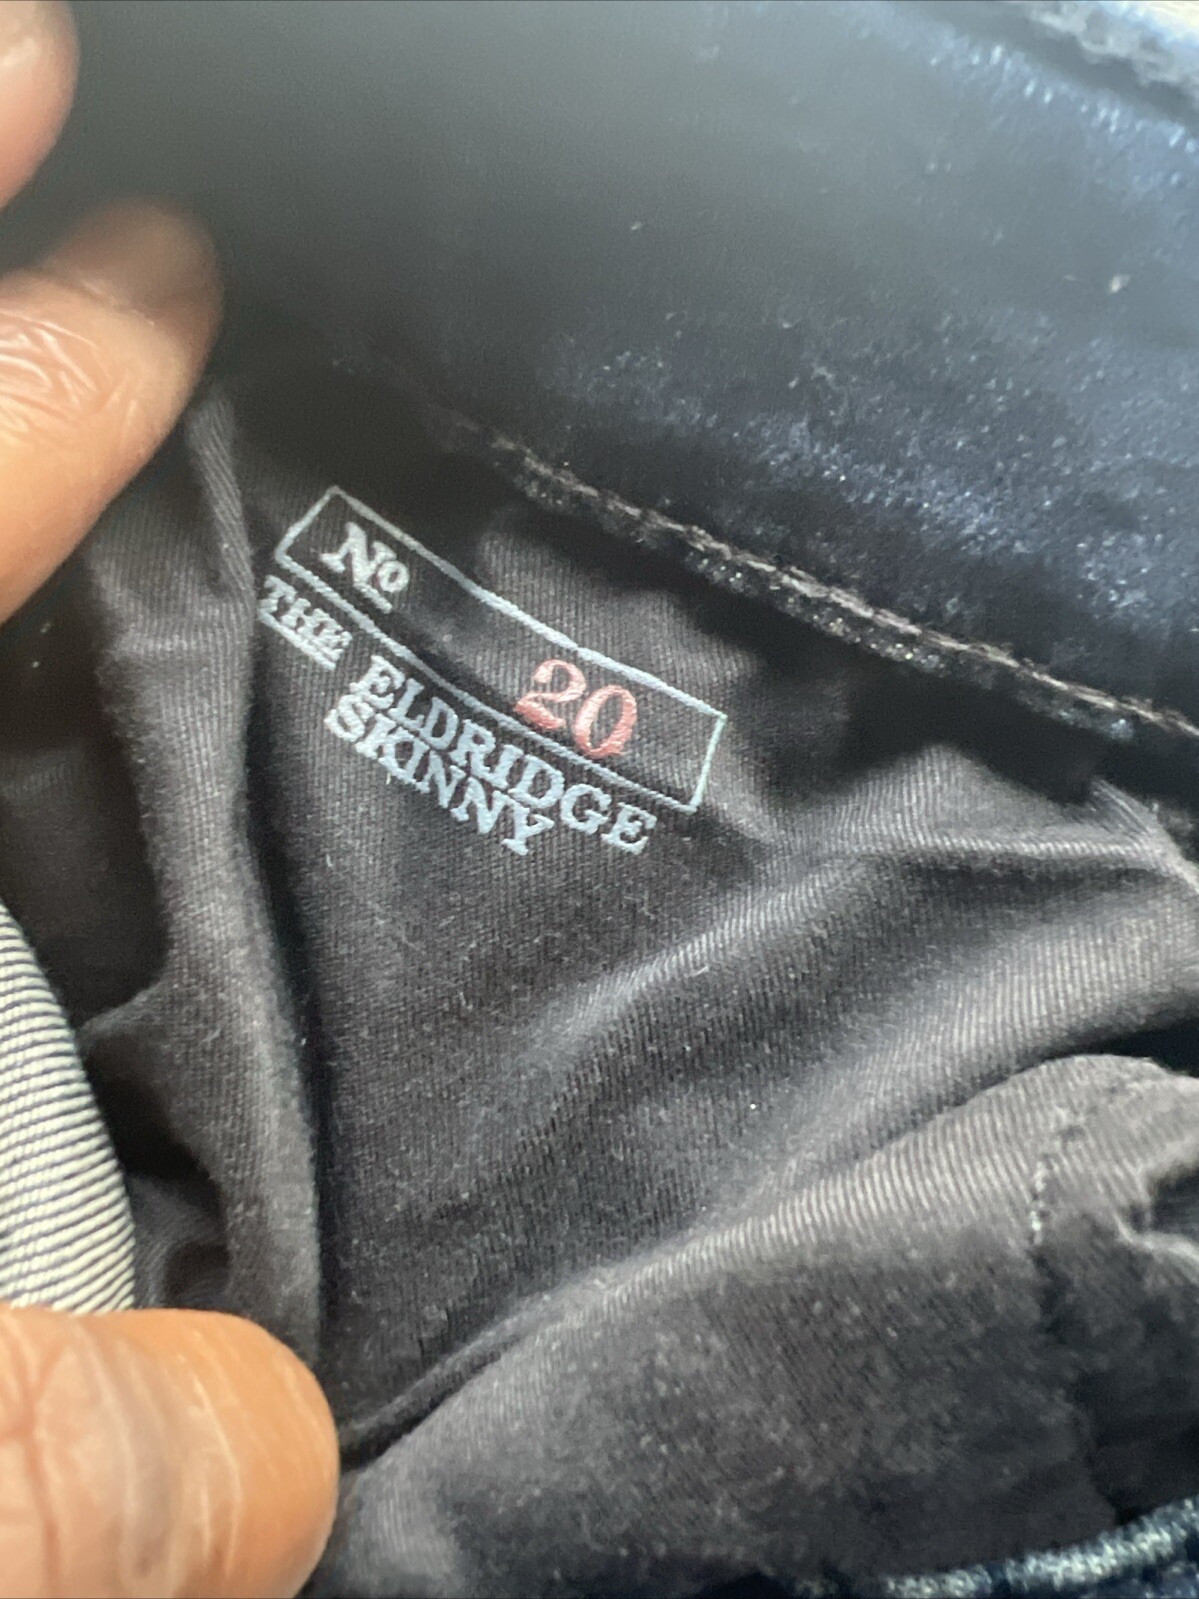 No 20
THE ELDRIDGE
SKINNY